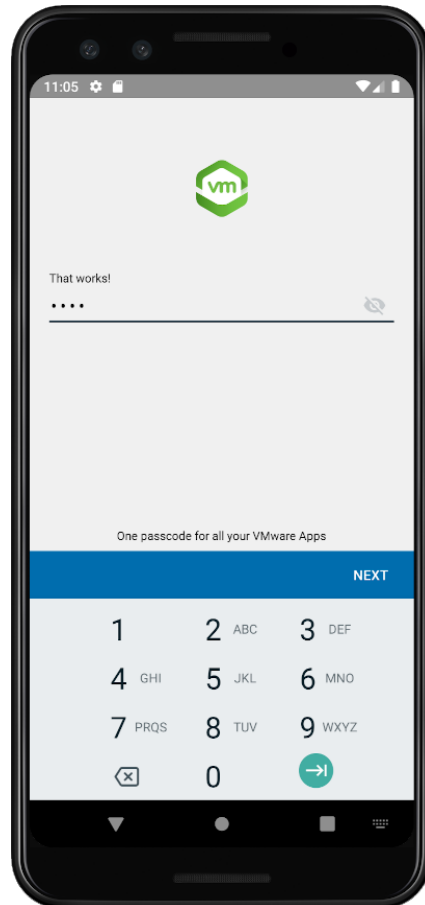 11:05
vm
That works!
••••
One passcode for all your VMware Apps
NEXT
1 2 ABC 3 DEF
4 GHI 5 JKL 6 MNO
7 PRQS 8 TUV 9 WXYZ
0